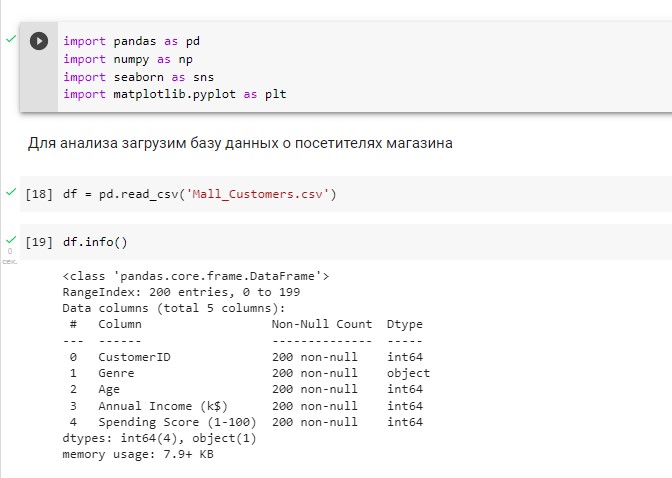 import pandas as pd
import numpy as np
import seaborn as sns
import matplotlib.pyplot as plt
Для анализа загрузим базу данных о посетителях магазина
[18] df = pd.read_csv('Mall_Customers.csv')
[19] df.info()
0
сек.
<class 'pandas.core.frame.DataFrame'>
RangeIndex: 200 entries, 0 to 199
Data columns (total 5 columns):
 #   Column                  Non-Null Count  Dtype
---  ------                  --------------  -----
 0   CustomerID              200 non-null    int64
 1   Genre                   200 non-null    object
 2   Age                     200 non-null    int64
 3   Annual Income (k$)      200 non-null    int64
 4   Spending Score (1-100)  200 non-null    int64
dtypes: int64(4), object(1)
memory usage: 7.9+ KB